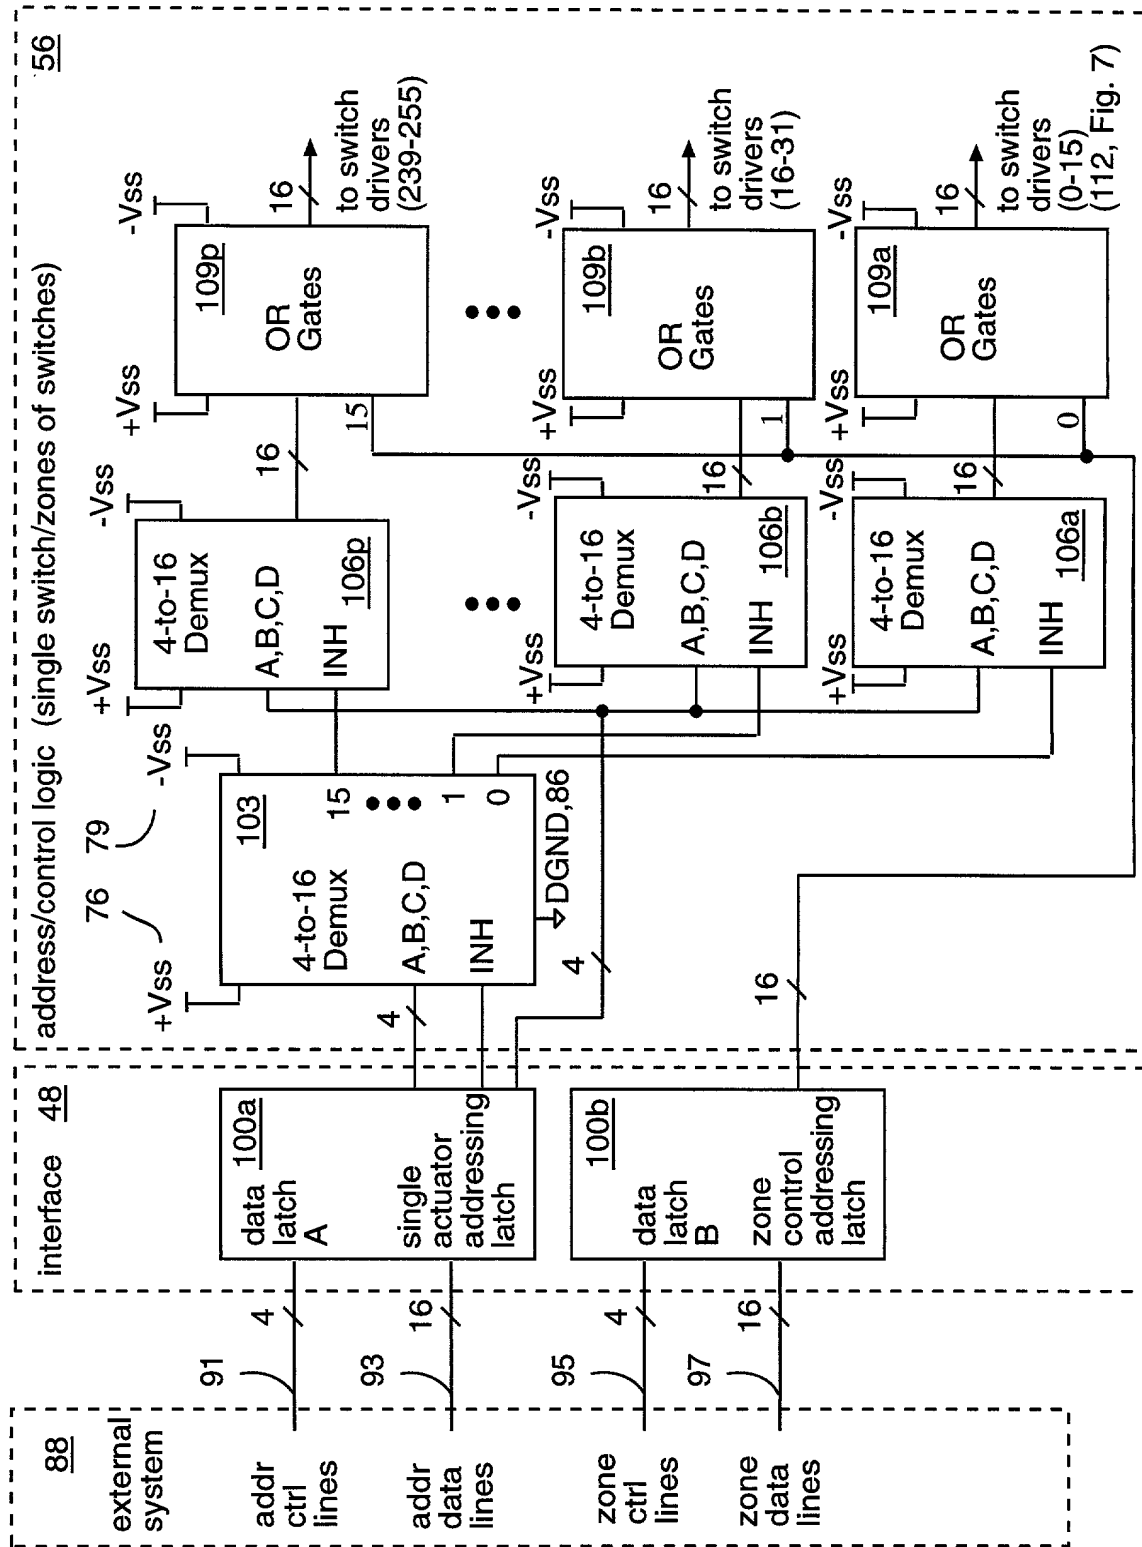 88
external
system
addr
ctrl
lines
addr
data
lines
zone
ctrl
lines
zone
data
lines
91
4
93
16
95
4
97
16
interface 48
data
latch
A
100a
single
actuator
addressing
latch
data
latch
B
100b
zone
control
addressing
latch
address/control logic (single switch/zones of switches)
56
+Vss
76
79
-Vss
4
4
16
4-to-16
Demux
103
A,B,C,D
INH
15
1
0
DGND,86
+Vss
-Vss
4-to-16
Demux
A,B,C,D
INH
106p
16
+Vss
-Vss
OR
Gates
109p
15
16
to switch
drivers
(239-255)
+Vss
-Vss
4-to-16
Demux
A,B,C,D
INH
106b
16
+Vss
-Vss
OR
Gates
109b
1
16
to switch
drivers
(16-31)
+Vss
-Vss
4-to-16
Demux
A,B,C,D
INH
106a
16
+Vss
-Vss
OR
Gates
109a
0
16
to switch
drivers
(0-15)
(112, Fig. 7)